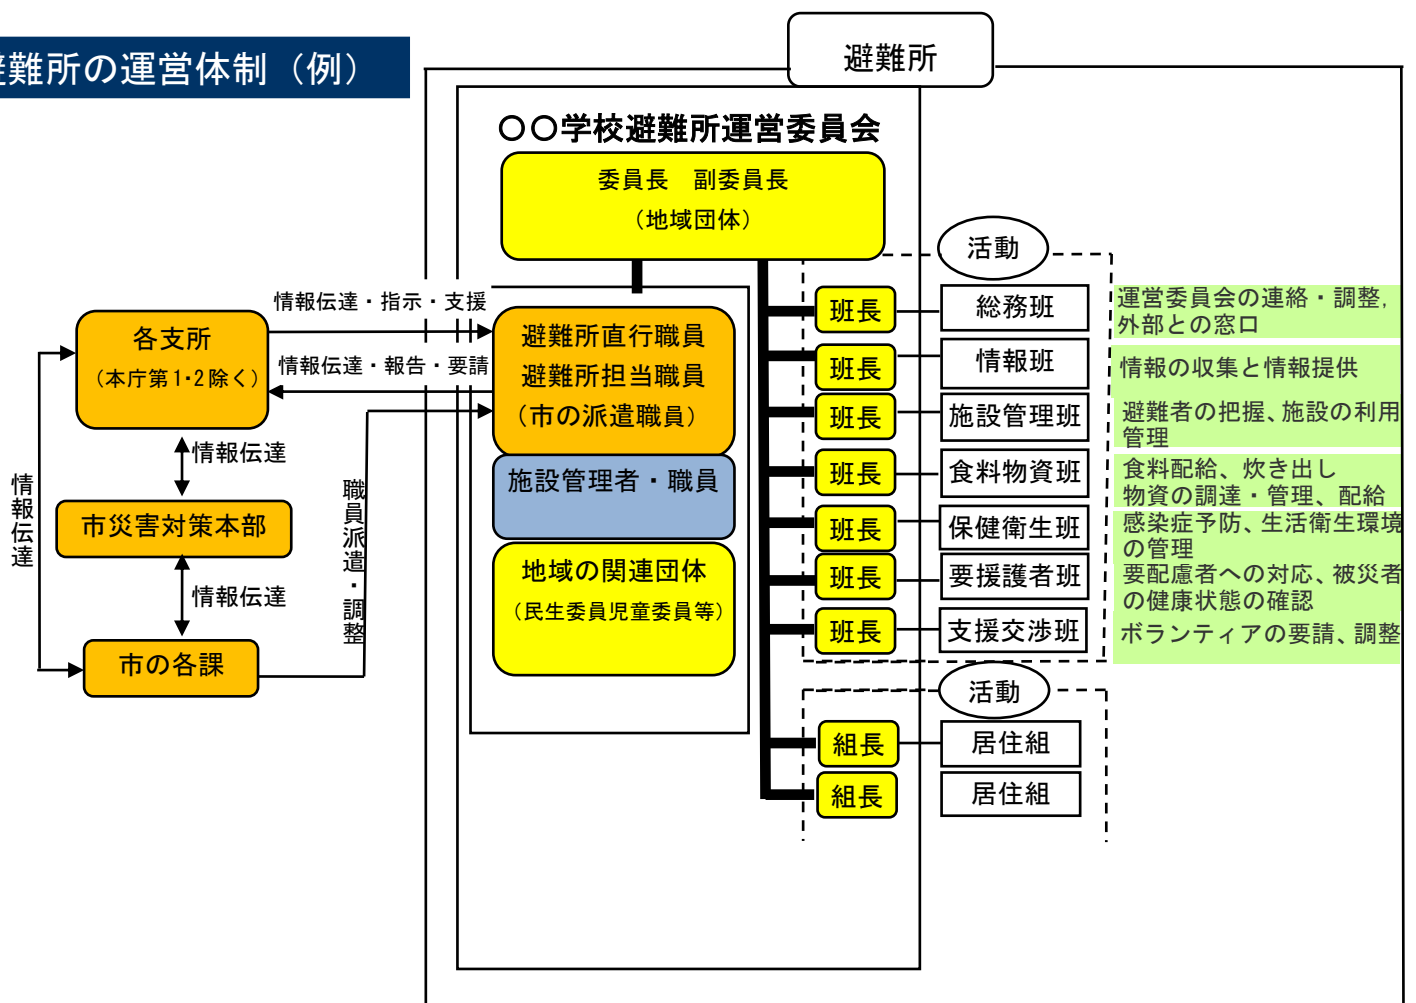 難所の運営体制（例）
避難所
〇〇学校避難所運営委員会
委員長　副委員長
（地域団体）
活動
情報伝達・指示・支援
各支所
（本庁第1・2除く）
情報伝達・報告・要請
避難所直行職員
避難所担当職員
（市の派遣職員）
班長
総務班
運営委員会の連絡・調整,
外部との窓口
班長
情報班
情報の収集と情報提供
班長
施設管理班
避難者の把握、施設の利用
管理
班長
食料物資班
食料配給、炊き出し
物資の調達・管理、配給
班長
保健衛生班
感染症予防、生活衛生環境
の管理
班長
要援護者班
要配慮者への対応、被災者
の健康状態の確認
班長
支援交渉班
ボランティアの要請、調整
情報伝達
施設管理者・職員
情報伝達
職員派遣・調整
市災害対策本部
地域の関連団体
（民生委員児童委員等）
情報伝達
市の各課
活動
組長
居住組
組長
居住組